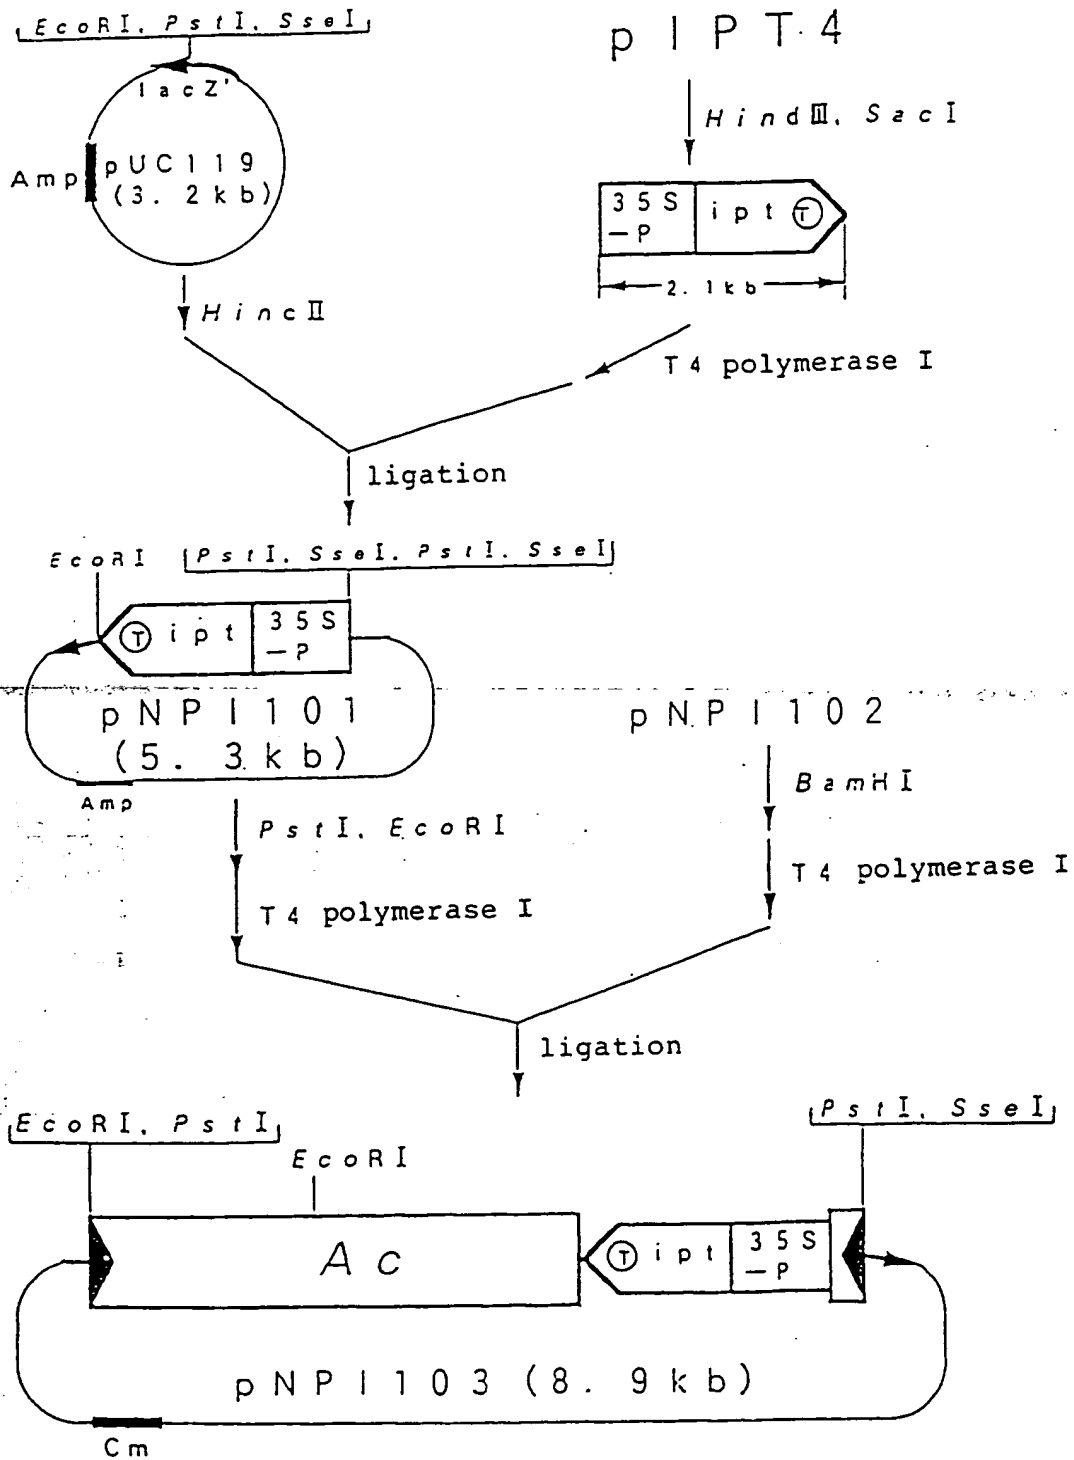 EcoRI, PstI, SseI
pIPT4
lacZ'
HindⅢ, SacI
Amp
pUC119
(3. 2kb)
35S
-P
ipt
T
2. 1kb
HincⅡ
T4 polymerase I
ligation
EcoRI
PstI, SseI, PstI, SseI
T
ipt
35S
-P
pNPI101
(5. 3kb)
Amp
pNPI102
BamHI
PstI, EcoRI
T4 polymerase I
T4 polymerase I
ligation
EcoRI, PstI
PstI, SseI
EcoRI
Ac
T
ipt
35S
-P
pNPI103 (8. 9kb)
Cm